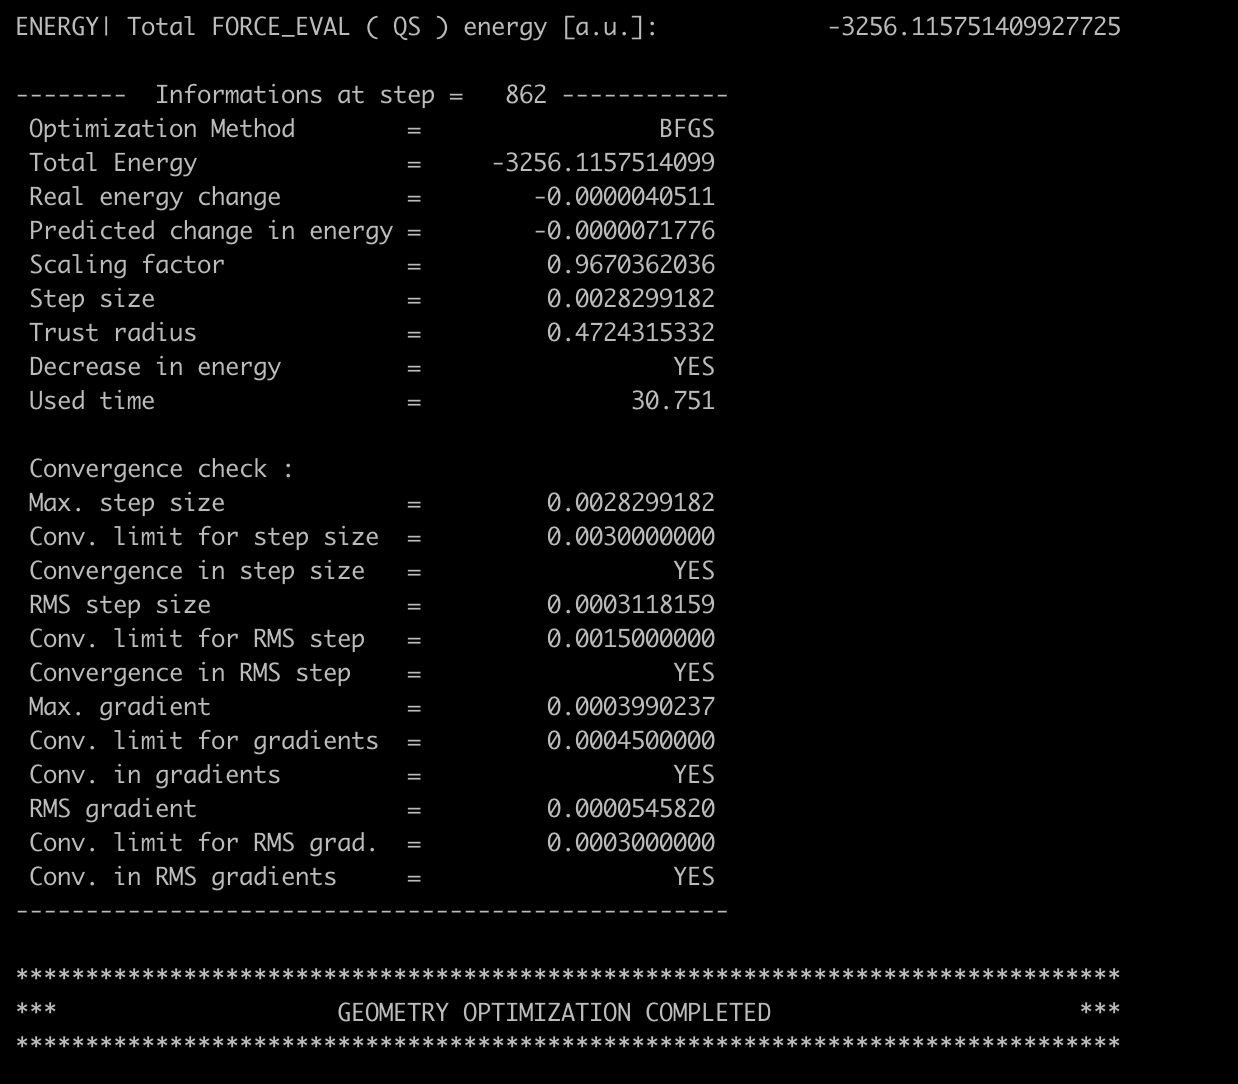 ENERGY| Total FORCE_EVAL ( QS ) energy [a.u.]:            -3256.115751409927725
--------  Informations at step =   862 ------------
Optimization Method        =                 BFGS
Total Energy               =     -3256.1157514099
Real energy change         =        -0.0000040511
Predicted change in energy =        -0.0000071776
Scaling factor             =         0.9670362036
Step size                  =         0.0028299182
Trust radius               =         0.4724315332
Decrease in energy         =                  YES
Used time                  =               30.751
Convergence check :
Max. step size             =         0.0028299182
Conv. limit for step size  =         0.0030000000
Convergence in step size   =                  YES
RMS step size              =         0.0003118159
Conv. limit for RMS step   =         0.0015000000
Convergence in RMS step    =                  YES
Max. gradient              =         0.0003990237
Conv. limit for gradients  =         0.0004500000
Conv. in gradients         =                  YES
RMS gradient               =         0.0000545820
Conv. limit for RMS grad.  =         0.0003000000
Conv. in RMS gradients     =                  YES
---------------------------------------------------
*******************************************************************************
***                    GEOMETRY OPTIMIZATION COMPLETED                      ***
*******************************************************************************